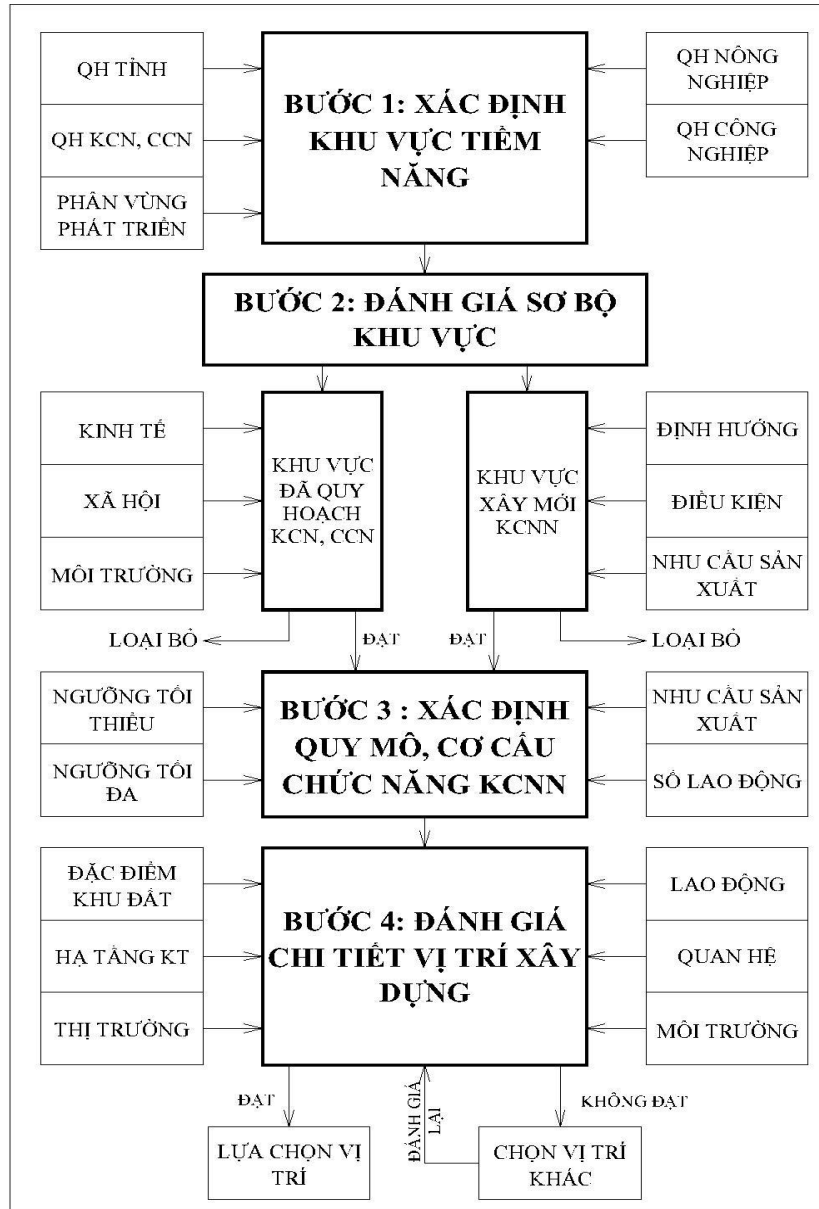 QH TỈNH
QH KCN, CCN
PHÂN VÙNG
PHÁT TRIỂN
BƯỚC 1: XÁC ĐỊNH
KHU VỰC TIỀM
NĂNG
QH NÔNG
NGHIỆP
QH CÔNG
NGHIỆP
BƯỚC 2: ĐÁNH GIÁ SƠ BỘ
KHU VỰC
KINH TẾ
XÃ HỘI
MÔI TRƯỜNG
KHU VỰC
ĐÃ QUY
HOẠCH
KCN, CCN
KHU VỰC
XÂY MỚI
KCNN
ĐỊNH HƯỚNG
ĐIỀU KIỆN
NHU CẦU SẢN
XUẤT
LOẠI BỎ
ĐẠT
ĐẠT
LOẠI BỎ
NGƯỠNG TỐI
THIỂU
NGƯỠNG TỐI
ĐA
BƯỚC 3 : XÁC ĐỊNH
QUY MÔ, CƠ CẤU
CHỨC NĂNG KCNN
NHU CẦU SẢN
XUẤT
SỐ LAO ĐỘNG
ĐẶC ĐIỂM
KHU ĐẤT
HẠ TẦNG KT
THỊ TRƯỜNG
BƯỚC 4: ĐÁNH GIÁ
CHI TIẾT VỊ TRÍ XÂY
DỰNG
LAO ĐỘNG
QUAN HỆ
MÔI TRƯỜNG
ĐẠT
ĐÁNH GIÁ
LẠI
KHÔNG ĐẠT
LỰA CHỌN VỊ
TRÍ
CHỌN VỊ TRÍ
KHÁC